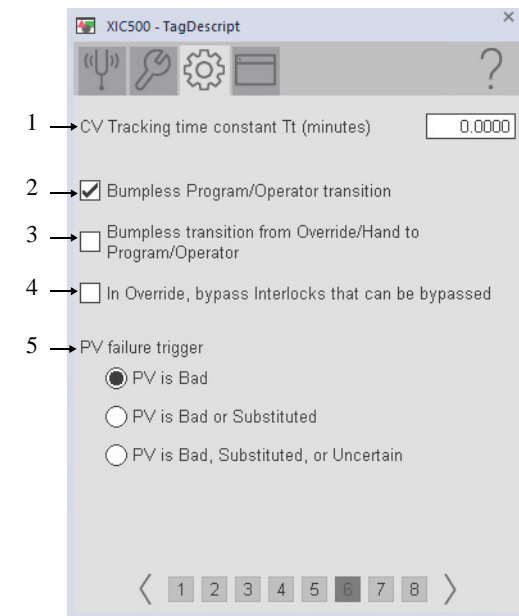 XIC500 - TagDescript
×
?
1 CV Tracking time constant Tt (minutes) 0.0000
2 Bumpless Program/Operator transition
3 Bumpless transition from Override/Hand to
Program/Operator
4 In Override, bypass Interlocks that can be bypassed
5 PV failure trigger
PV is Bad
PV is Bad or Substituted
PV is Bad, Substituted, or Uncertain
1 2 3 4 5 6 7 8